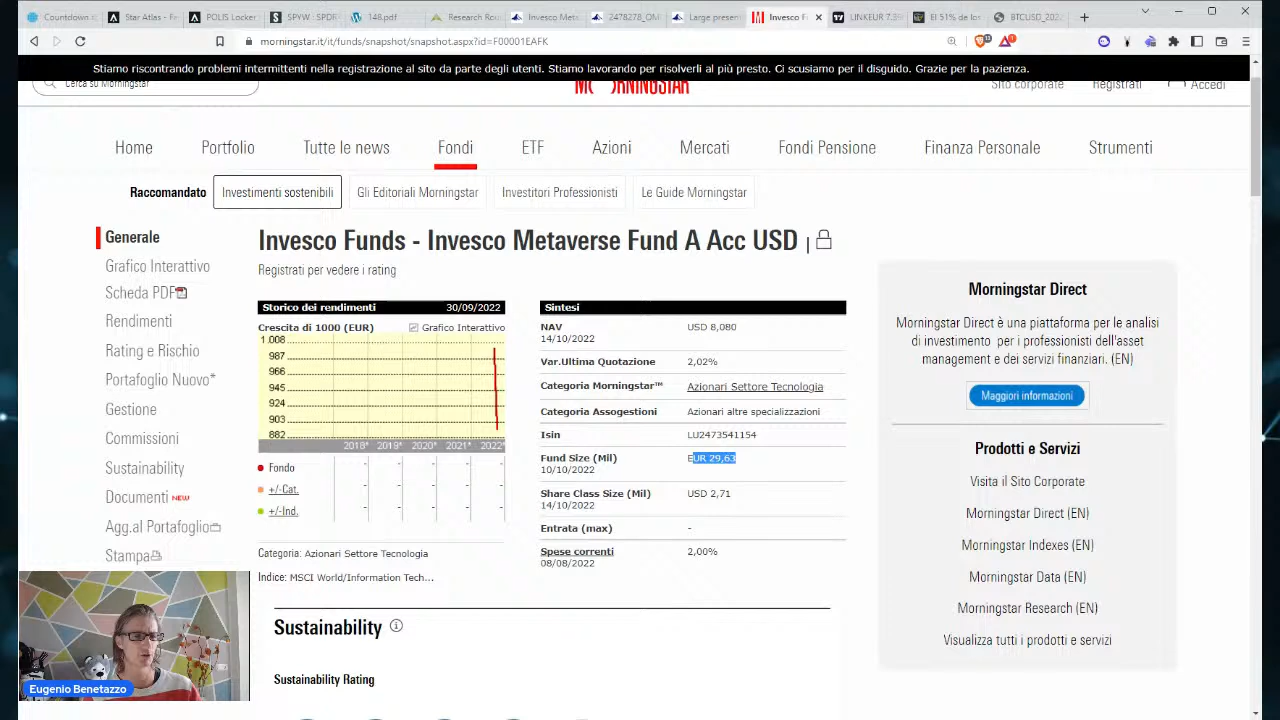 Countdown
Star Atlas - Fi
POLIS Locker
SPYW: SPDR
148.pdf
Research Rou
Invesco Meta
2478278_QMI
Large present
Invesco F
LINKEUR 7.35
El 51% de los
BTCUSD_2022
morningstar.it/it/funds/snapshot/snapshot.aspx?id=F00001EAFK
Stiamo riscontrando problemi intermittenti nella registrazione al sito da parte degli utenti. Stiamo lavorando per risolverli al più presto. Ci scusiamo per il disguido. Grazie per la pazienza.
Cerca su Morningstar
MORNINGSTAR
Sito corporate
Registrati
Accedi
Home
Portfolio
Tutte le news
Fondi
ETF
Azioni
Mercati
Fondi Pensione
Finanza Personale
Strumenti
Raccomandato
Investimenti sostenibili
Gli Editoriali Morningstar
Investitori Professionisti
Le Guide Morningstar
Generale
Grafico Interattivo
Scheda PDF
Rendimenti
Rating e Rischio
Portafoglio Nuovo*
Gestione
Commissioni
Sustainability
Documenti NEW
Agg.al Portafoglio
Stampa
Invesco Funds - Invesco Metaverse Fund A Acc USD |
Registrati per vedere i rating
Storico dei rendimenti 30/09/2022
Crescita di 1000 (EUR) Grafico Interattivo
1.008
987
966
945
924
903
882
2018* 2019* 2020* 2021* 2022*
Fondo - - - - -
+/-Cat. - - - - -
+/-Ind. - - - - -
Categoria: Azionari Settore Tecnologia
Indice: MSCI World/Information Tech...
Sintesi
NAV USD 8,080
14/10/2022
Var.Ultima Quotazione 2,02%
Categoria Morningstar™ Azionari Settore Tecnologia
Categoria Assogestioni Azionari altre specializzazioni
Isin LU2473541154
Fund Size (Mil) EUR 29,63
10/10/2022
Share Class Size (Mil) USD 2,71
14/10/2022
Entrata (max) -
Spese correnti 2,00%
08/08/2022
Sustainability
Sustainability Rating
Morningstar Direct
Morningstar Direct è una piattaforma per le analisi
di investimento per i professionisti dell'asset
management e dei servizi finanziari. (EN)
Maggiori informazioni
Prodotti e Servizi
Visita il Sito Corporate
Morningstar Direct (EN)
Morningstar Indexes (EN)
Morningstar Data (EN)
Morningstar Research (EN)
Visualizza tutti i prodotti e servizi
Eugenio Benetazzo